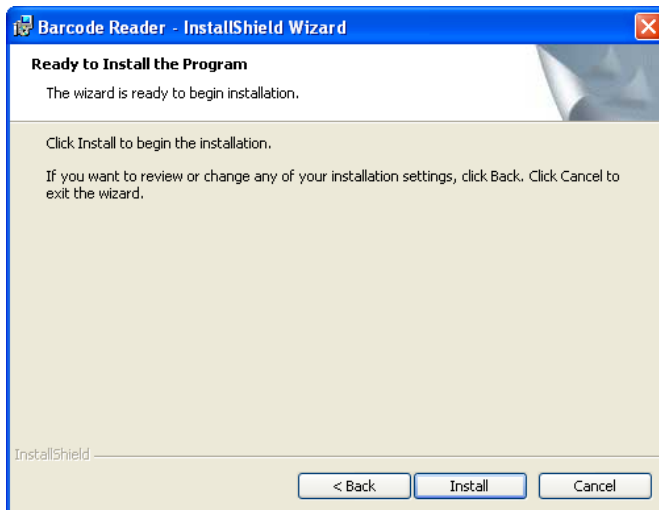 Barcode Reader - InstallShield Wizard
Ready to Install the Program
The wizard is ready to begin installation.
Click Install to begin the installation.
If you want to review or change any of your installation settings, click Back. Click Cancel to
exit the wizard.
InstallShield
< Back Install Cancel